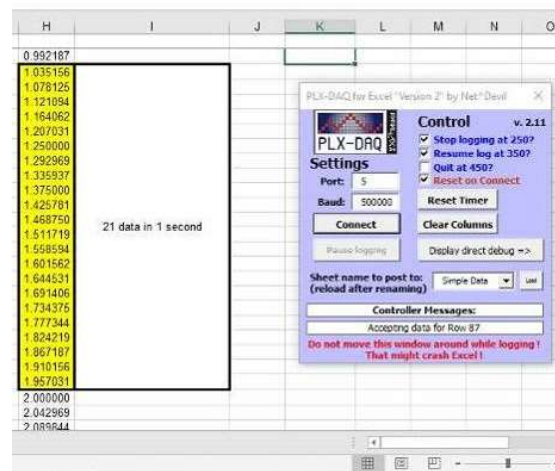 H I J K L M N O
0.992187
1.035156
1.078125
1.121094
1.164062
1.207031
1.250000
1.292969
1.335937
1.375000
1.425781
1.468750
1.511719
1.558594
1.601562
1.644531
1.691406
1.734375
1.777344
1.824219
1.867187
1.910156
1.957031
2.000000
2.042969
2.089844
21 data in 1 second
PLX-DAQ for Excel "Version 2" by Net^Devil
PLX-DAQ
Control v. 2.11
Stop logging at 250?
Resume log at 350?
Quit at 450?
Reset on Connect
Settings
Port: 5
Baud: 500000
Reset Timer
Connect
Clear Columns
Pause logging
Display direct debug =>
Sheet name to post to:
(reload after renaming)
Simple Data
Load
Controller Messages:
Accepting data for Row 87
Do not move this window around while logging !
That might crash Excel !